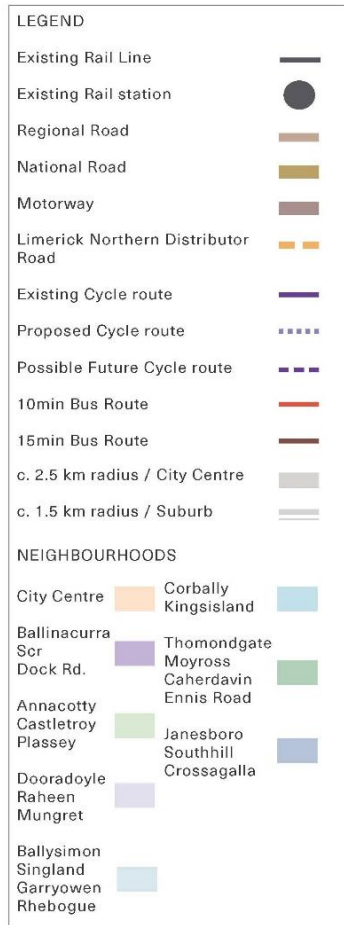 LEGEND
Existing Rail Line
Existing Rail station
Regional Road
National Road
Motorway
Limerick Northern Distributor
Road
Existing Cycle route
Proposed Cycle route
Possible Future Cycle route
10min Bus Route
15min Bus Route
c. 2.5 km radius / City Centre
c. 1.5 km radius / Suburb
NEIGHBOURHOODS
City Centre
Ballinacurra
Scr
Dock Rd.
Annacotty
Castletroy
Plassey
Dooradoyle
Raheen
Mungret
Ballysimon
Singland
Garryowen
Rhebogue
Corbally
Kingsisland
Thomondgate
Moyross
Caherdavin
Ennis Road
Janesboro
Southhill
Crossagalla